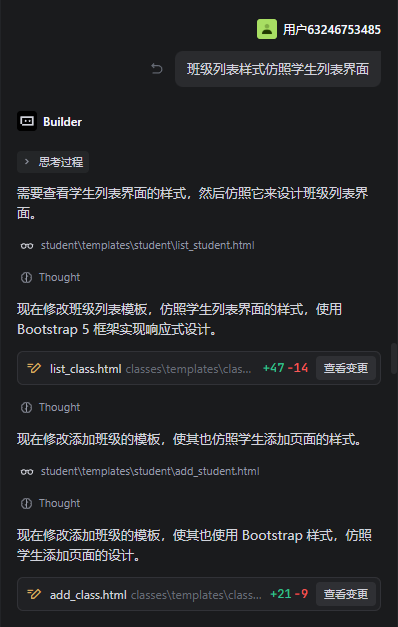 用户63246753485
班级列表样式仿照学生列表界面
Builder
思考过程
需要查看学生列表界面的样式，然后仿照它来设计班级列表界
面。
student\templates\student\list_student.html
Thought
现在修改班级列表模板，仿照学生列表界面的样式，使用
Bootstrap 5 框架实现响应式设计。
list_class.html classes\templates\clas... +47 -14 查看变更
Thought
现在修改添加班级的模板，使其也仿照学生添加页面的样式。
student\templates\student\add_student.html
Thought
现在修改添加班级的模板，使其也使用 Bootstrap 样式，仿照
学生添加页面的设计。
add_class.html classes\templates\class... +21 -9 查看变更